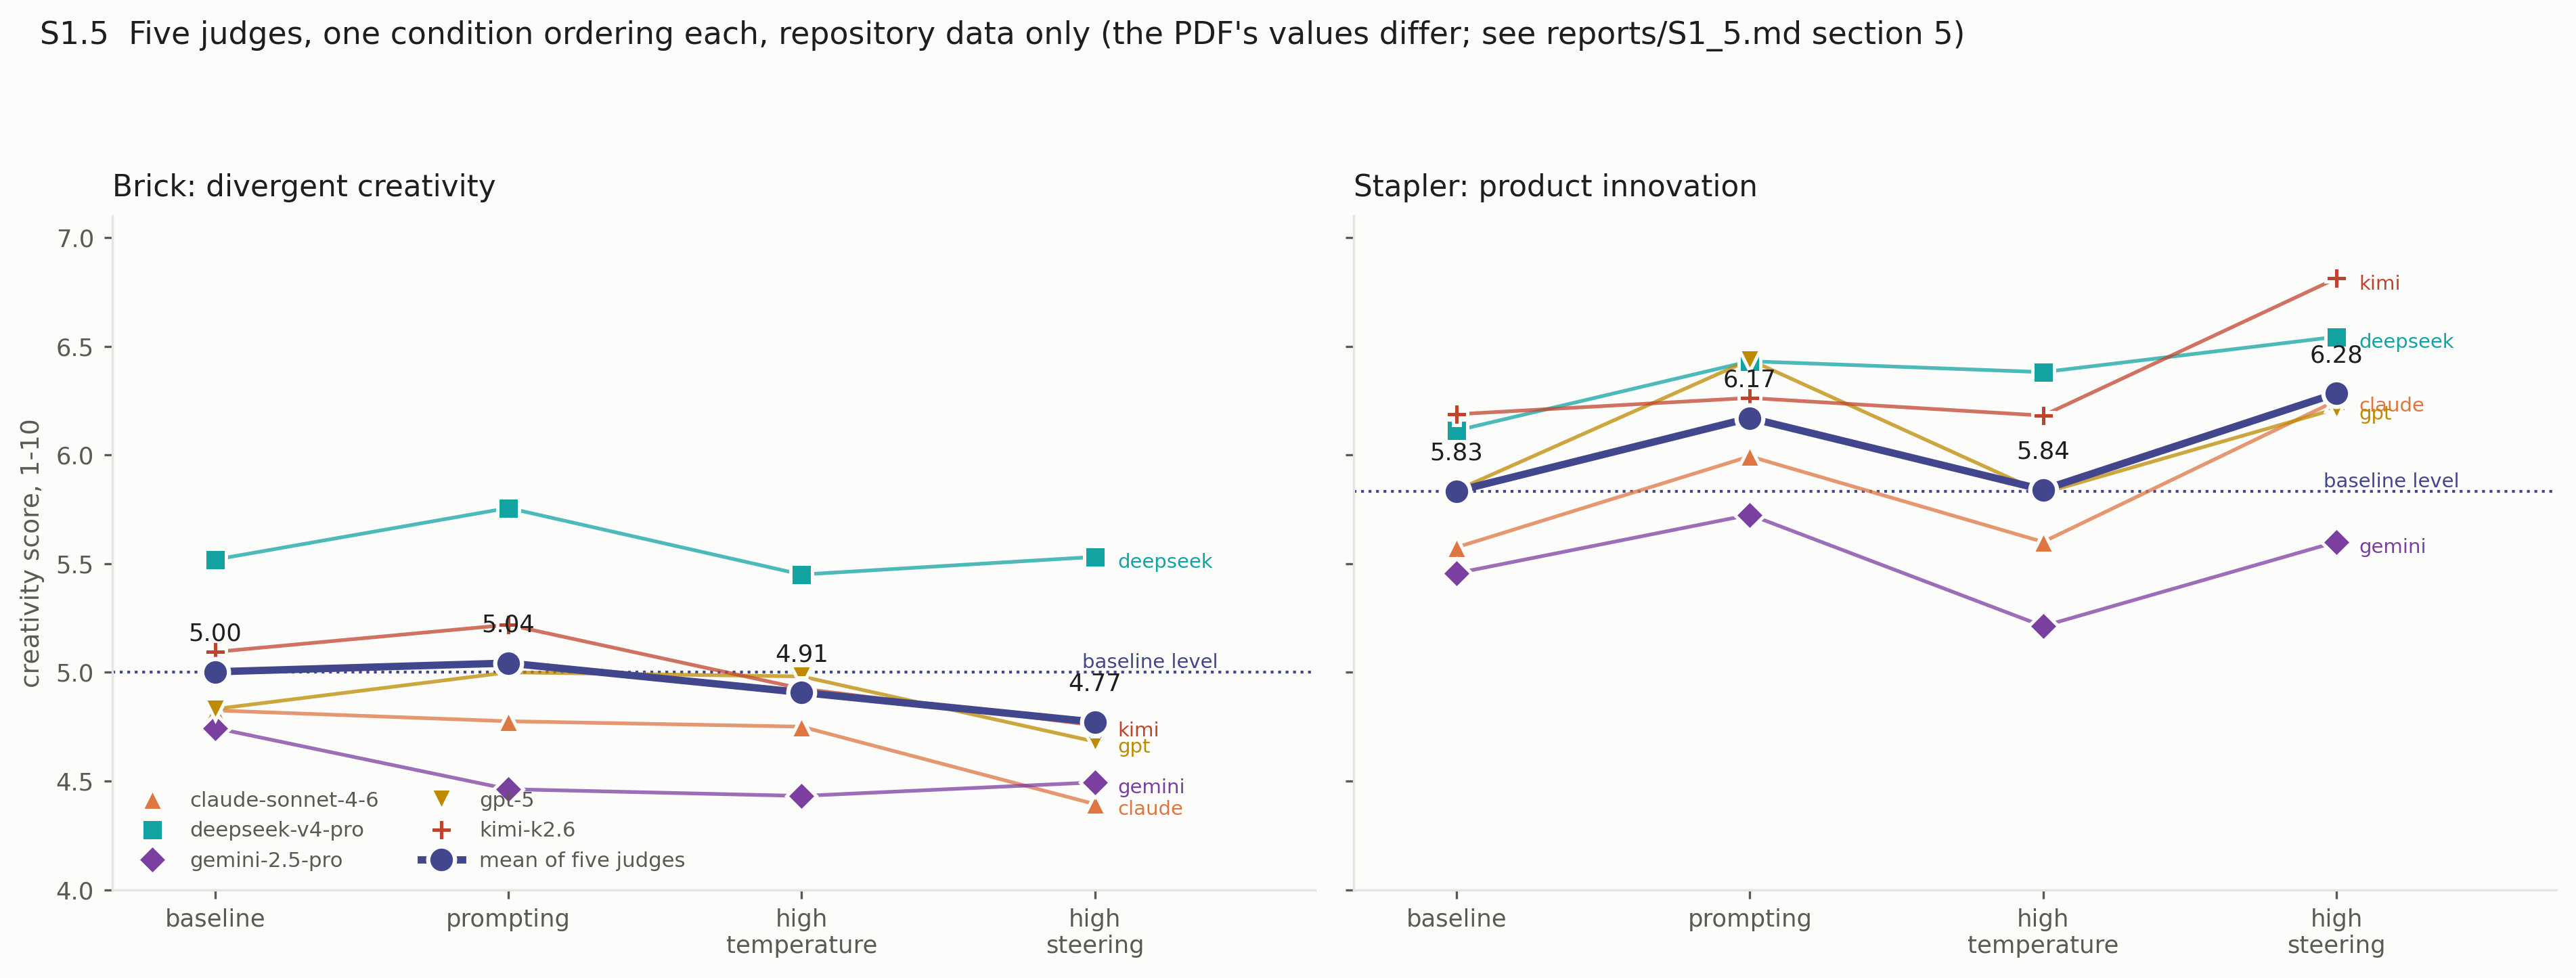 S1.5  Five judges, one condition ordering each, repository data only (the PDF's values differ; see reports/S1_5.md section 5)
Brick: divergent creativity
creativity score, 1-10
7.0
6.5
6.0
5.5
5.0
4.5
4.0
5.00
5.04
4.91
4.77
baseline level
deepseek
kimi
gpt
gemini
claude
claude-sonnet-4-6
deepseek-v4-pro
gemini-2.5-pro
gpt-5
kimi-k2.6
mean of five judges
baseline
prompting
high
temperature
high
steering
Stapler: product innovation
5.83
6.17
5.84
6.28
kimi
deepseek
claude
gpt
baseline level
gemini
baseline
prompting
high
temperature
high
steering